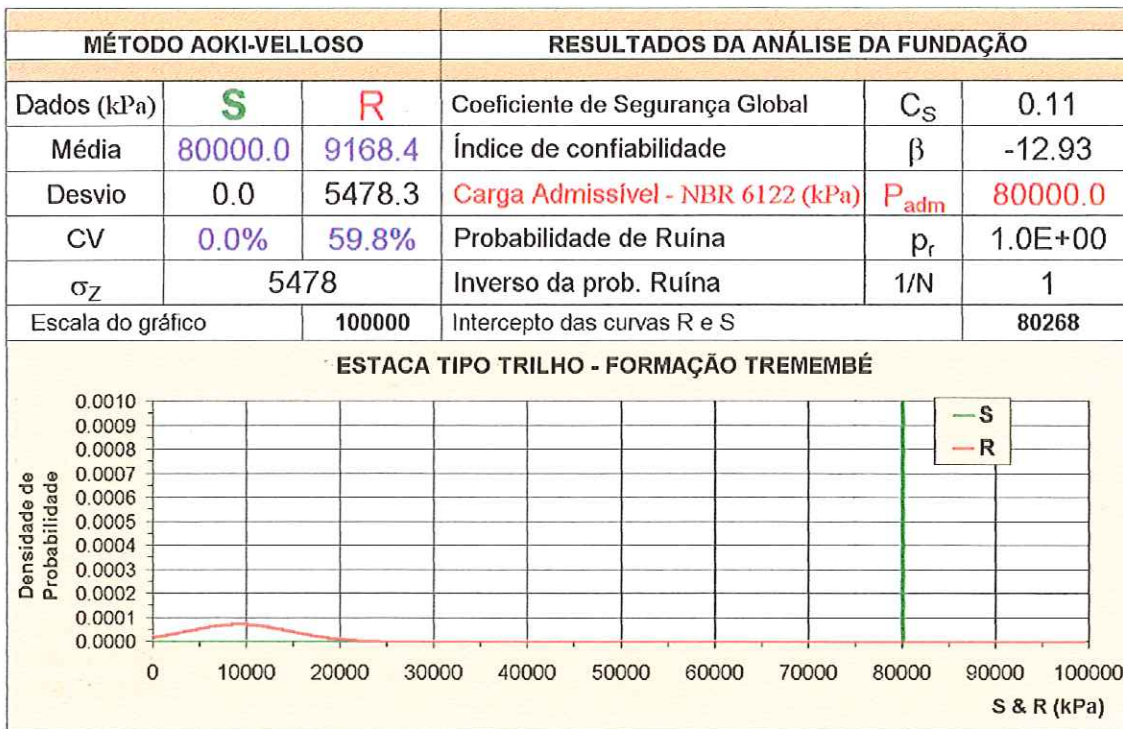 MÉTODO AOKI-VELLOSO RESULTADOS DA ANÁLISE DA FUNDAÇÃO
Dados (kPa) S R Coeficiente de Segurança Global C_S 0.11
Média 80000.0 9168.4 Índice de confiabilidade β -12.93
Desvio 0.0 5478.3 Carga Admissível - NBR 6122 (kPa) P_adm 80000.0
CV 0.0% 59.8% Probabilidade de Ruína p_r 1.0E+00
σ_Z 5478 Inverso da prob. Ruína 1/N 1
Escala do gráfico 100000 Intercepto das curvas R e S 80268
ESTACA TIPO TRILHO - FORMAÇÃO TREMEMBÉ
Densidade de
Probabilidade
0.0010
0.0009
0.0008
0.0007
0.0006
0.0005
0.0004
0.0003
0.0002
0.0001
0.0000
S
R
0 10000 20000 30000 40000 50000 60000 70000 80000 90000 100000
S & R (kPa)